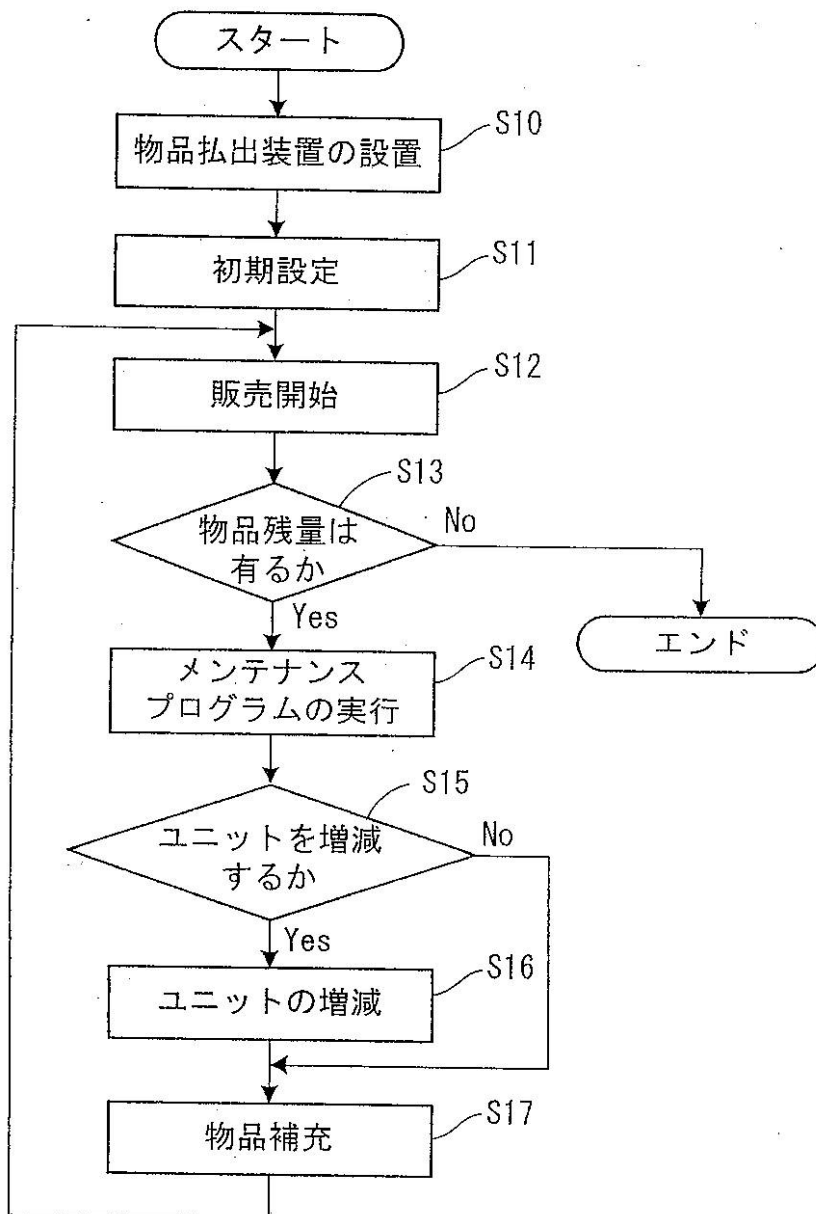 スタート
S10
物品払出装置の設置
S11
初期設定
S12
販売開始
S13
物品残量は
有るか
No
Yes
エンド
S14
メンテナンス
プログラムの実行
S15
ユニットを増減
するか
No
Yes
S16
ユニットの増減
S17
物品補充